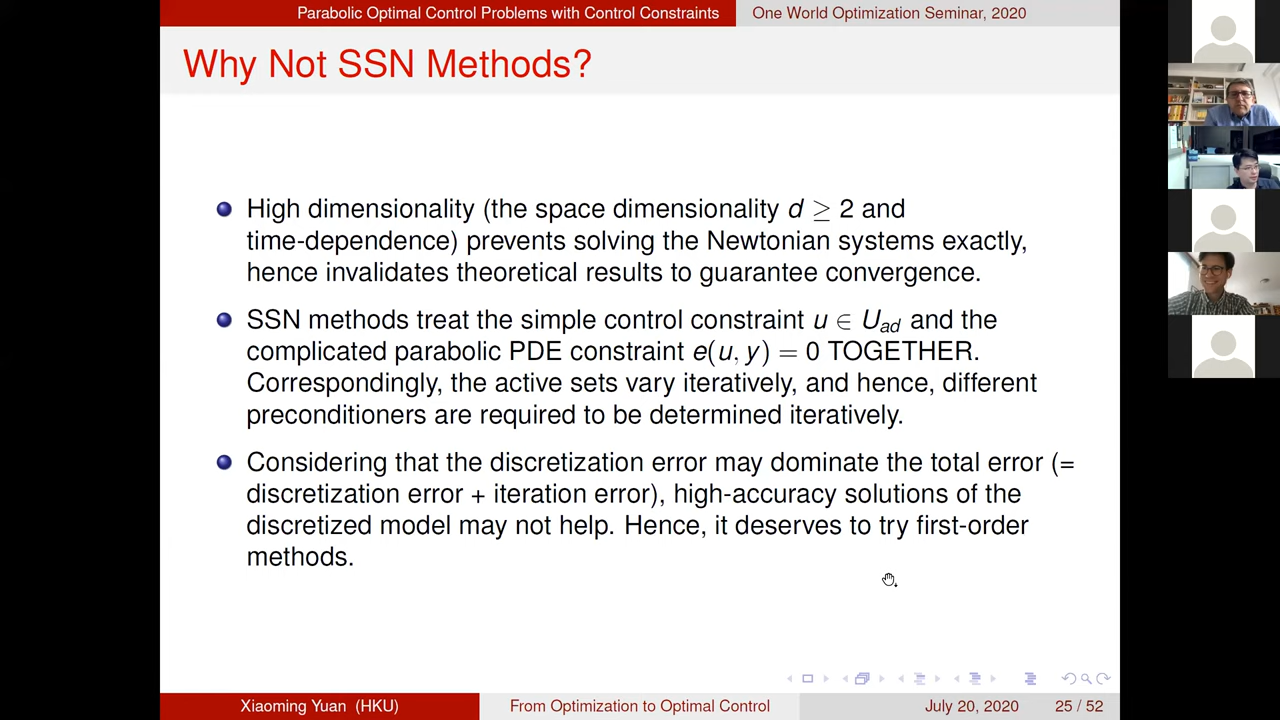 Parabolic Optimal Control Problems with Control Constraints One World Optimization Seminar, 2020
Why Not SSN Methods?
High dimensionality (the space dimensionality d ≥ 2 and
time-dependence) prevents solving the Newtonian systems exactly,
hence invalidates theoretical results to guarantee convergence.
SSN methods treat the simple control constraint u ∈ U_ad and the
complicated parabolic PDE constraint e(u, y) = 0 TOGETHER.
Correspondingly, the active sets vary iteratively, and hence, different
preconditioners are required to be determined iteratively.
Considering that the discretization error may dominate the total error (=
discretization error + iteration error), high-accuracy solutions of the
discretized model may not help. Hence, it deserves to try first-order
methods.
Xiaoming Yuan (HKU) From Optimization to Optimal Control July 20, 2020 25 / 52